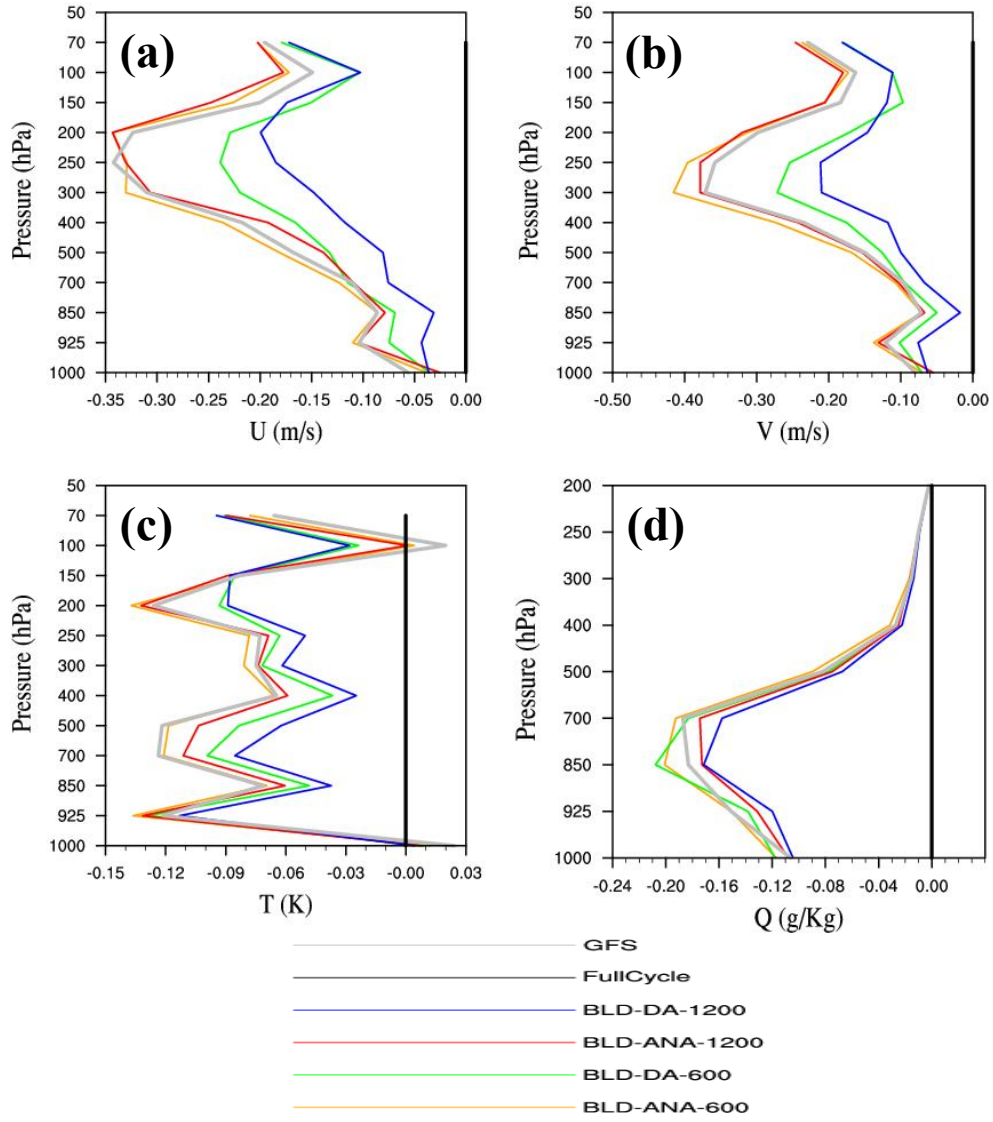 (a)
50
70
100
150
200
250
300
400
500
700
850
925
1000
Pressure (hPa)
-0.35 -0.30 -0.25 -0.20 -0.15 -0.10 -0.05 0.00
U (m/s)
(b)
50
70
100
150
200
250
300
400
500
700
850
925
1000
Pressure (hPa)
-0.50 -0.40 -0.30 -0.20 -0.10 0.00
V (m/s)
(c)
50
70
100
150
200
250
300
400
500
700
850
925
1000
Pressure (hPa)
-0.15 -0.12 -0.09 -0.06 -0.03 -0.00 0.03
T (K)
(d)
200
250
300
400
500
700
850
925
1000
Pressure (hPa)
-0.24 -0.20 -0.16 -0.12 -0.08 -0.04 0.00
Q (g/Kg)
GFS
FullCycle
BLD-DA-1200
BLD-ANA-1200
BLD-DA-600
BLD-ANA-600